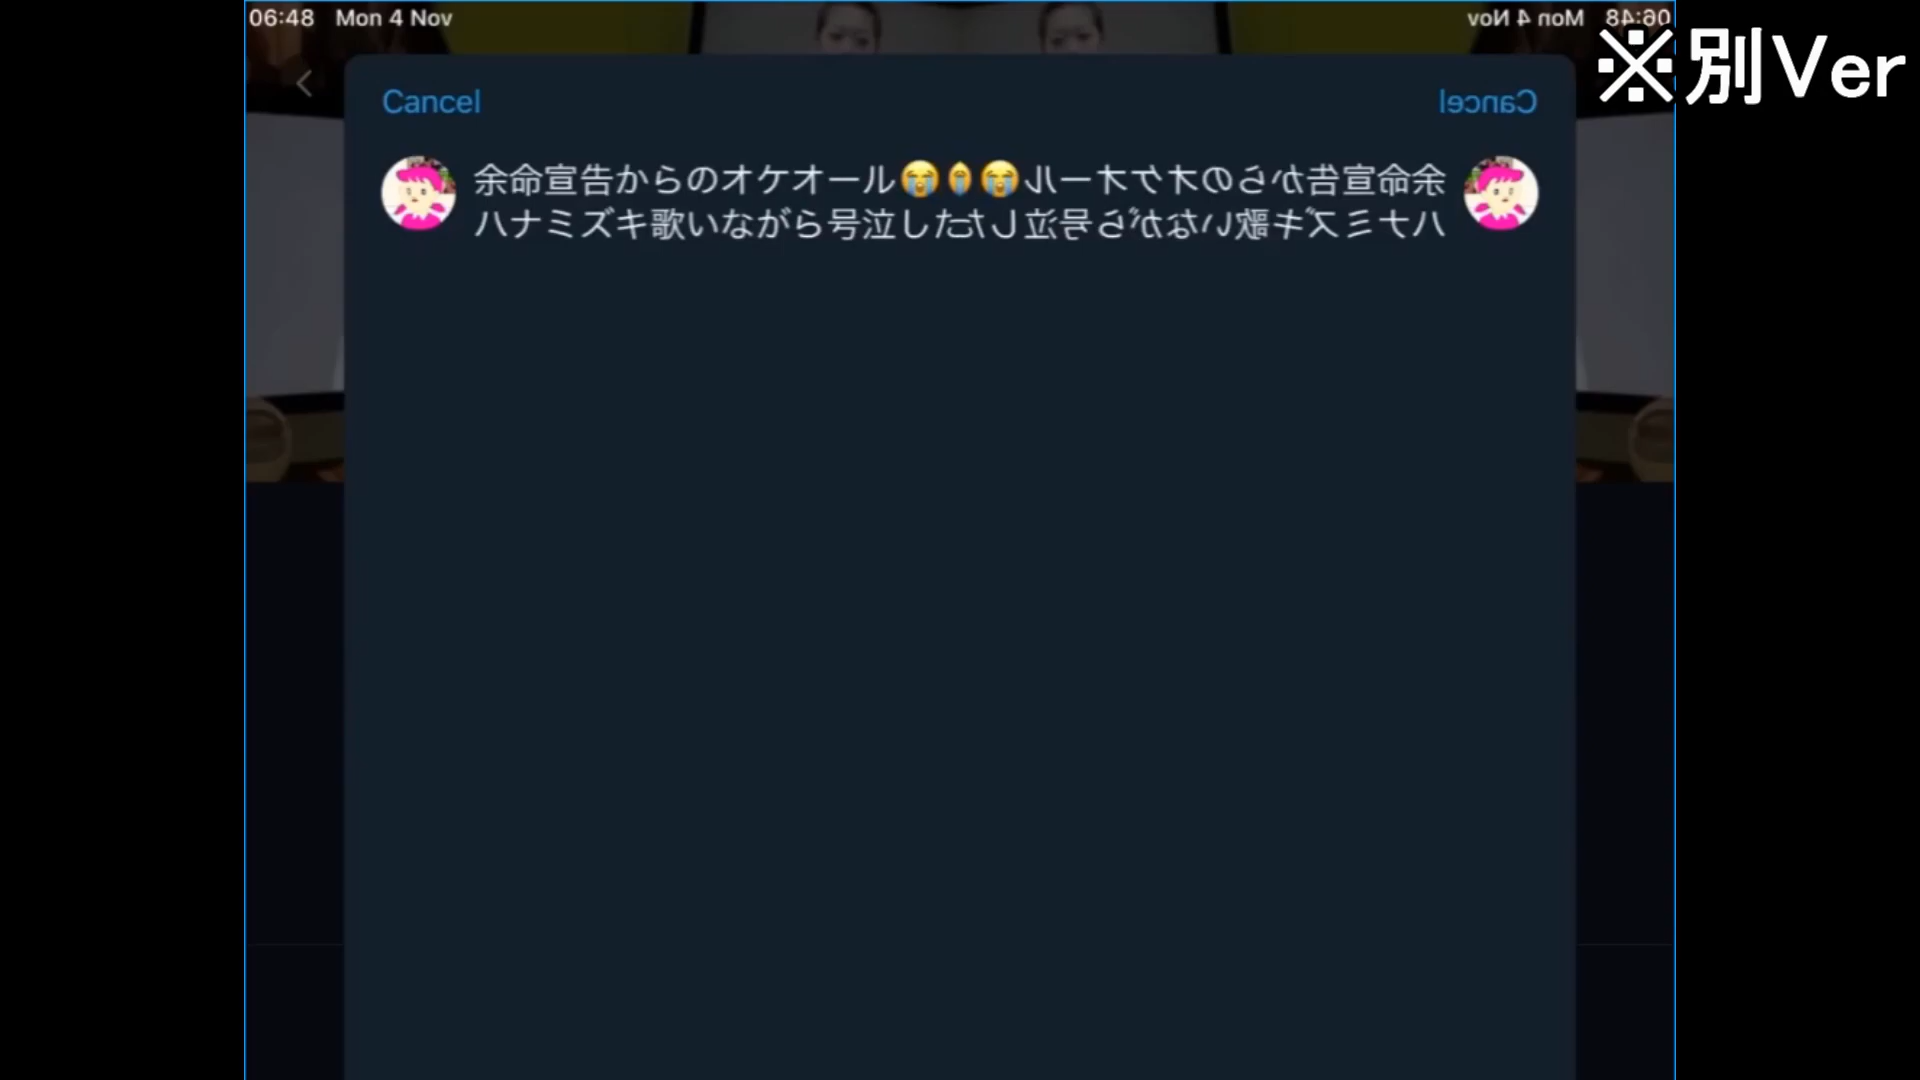 06:48 Mon 4 Nov
※別Ver
Cancel
余命宣告からのオケオール😭
ハナミズキ歌いながら号泣した